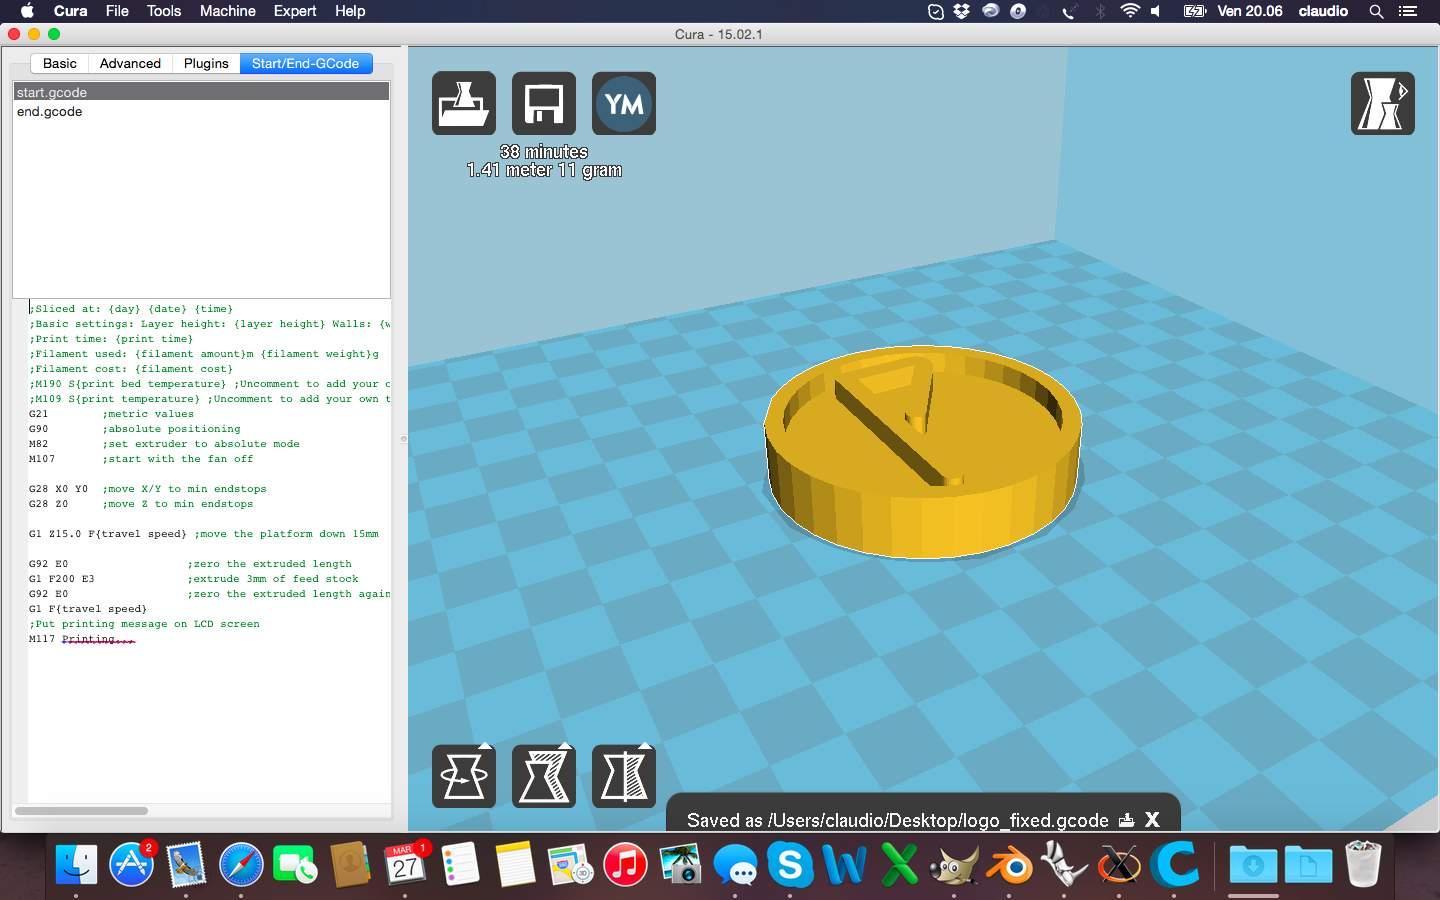 Cura File Tools Machine Expert Help
Ven 20.06 claudio
Cura - 15.02.1
Basic Advanced Plugins Start/End-GCode
start.gcode
end.gcode
;Sliced at: {day} {date} {time}
;Basic settings: Layer height: {layer height} Walls: {w
;Print time: {print time}
;Filament used: {filament amount}m {filament weight}g
;Filament cost: {filament cost}
;M190 S{print bed temperature} ;Uncomment to add your o
;M109 S{print temperature} ;Uncomment to add your own t
G21 ;metric values
G90 ;absolute positioning
M82 ;set extruder to absolute mode
M107 ;start with the fan off
G28 X0 Y0 ;move X/Y to min endstops
G28 Z0 ;move Z to min endstops
G1 Z15.0 F{travel speed} ;move the platform down 15mm
G92 E0 ;zero the extruded length
G1 F200 E3 ;extrude 3mm of feed stock
G92 E0 ;zero the extruded length again
G1 F{travel speed}
;Put printing message on LCD screen
M117 Printing...
YM
38 minutes
1.41 meter 11 gram
Saved as /Users/claudio/Desktop/logo_fixed.gcode X
2
MAR
27
1